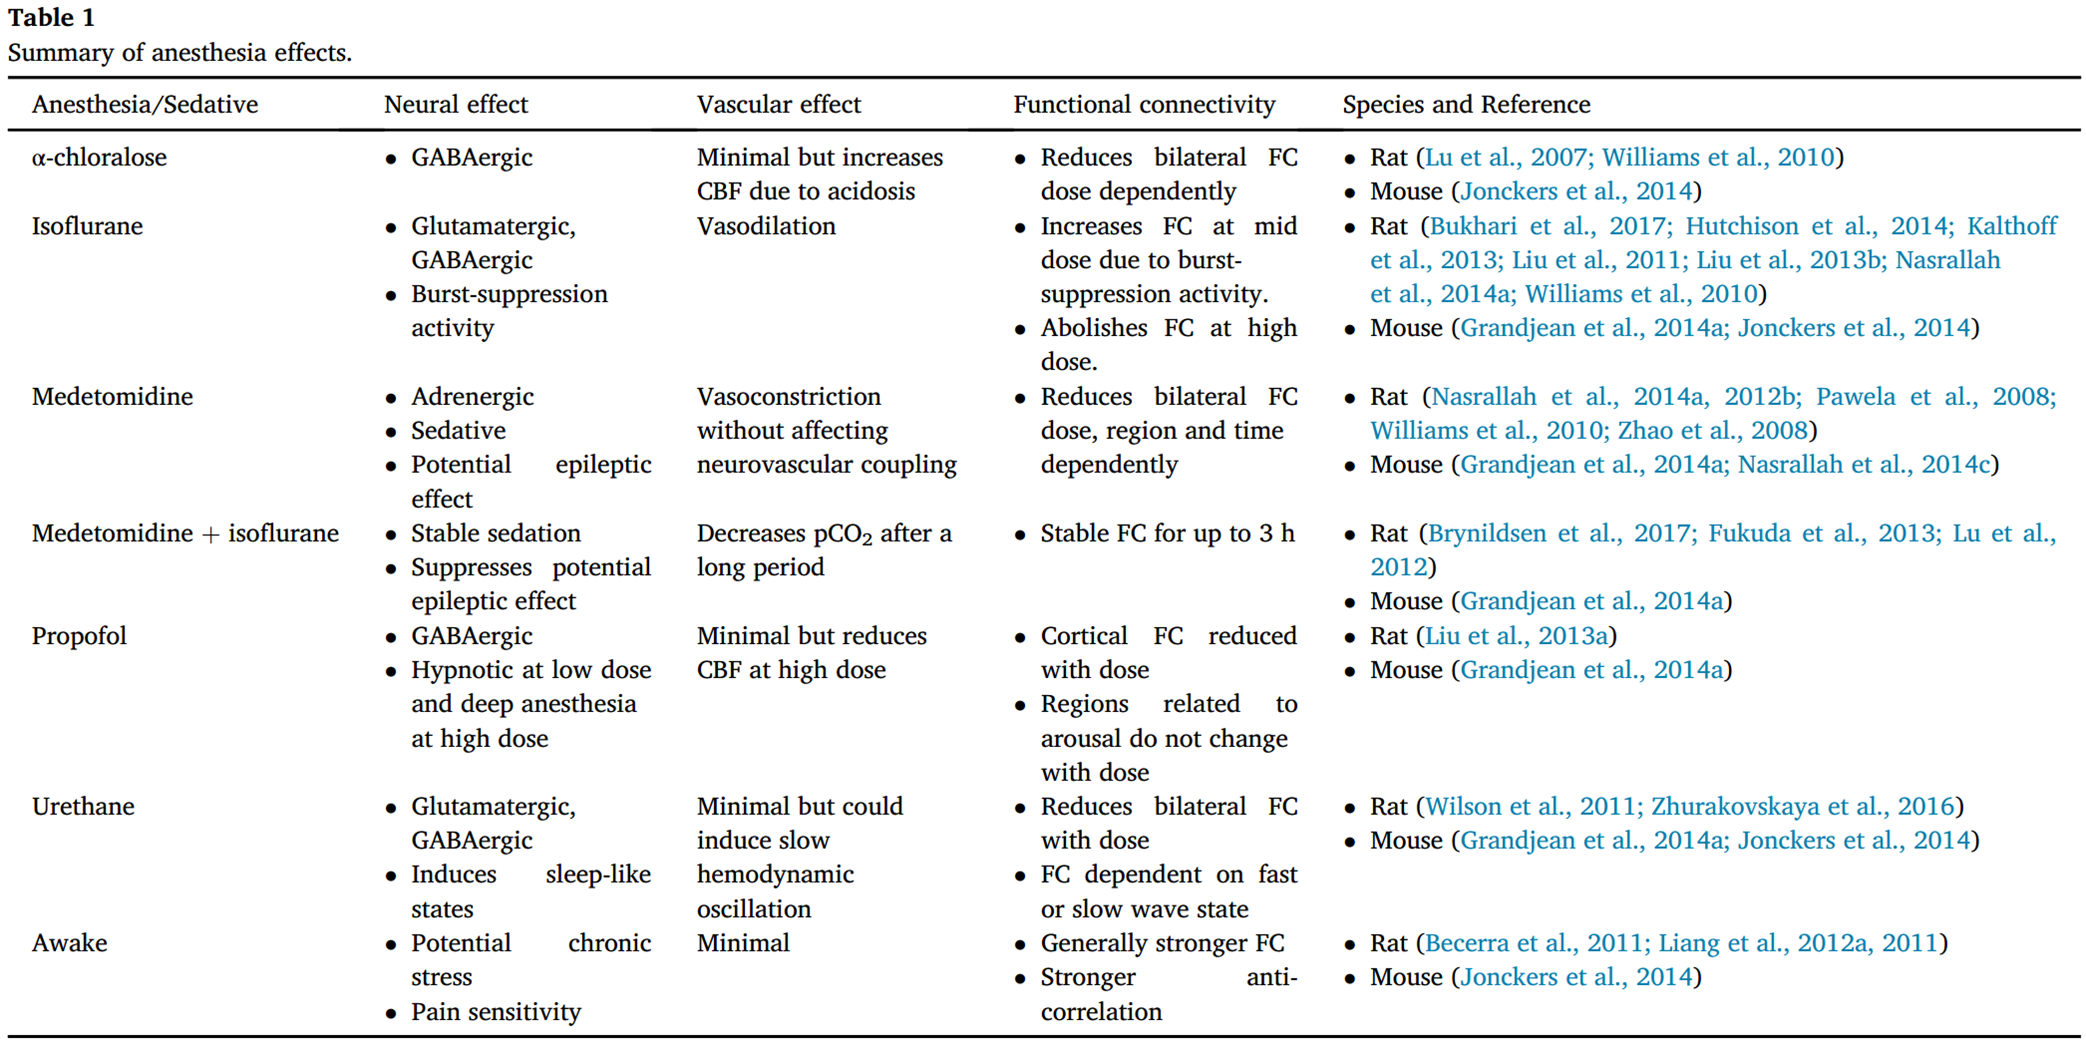 Table 1
Summary of anesthesia effects.
Anesthesia/Sedative Neural effect Vascular effect Functional connectivity Species and Reference
α-chloralose • GABAergic Minimal but increases • Reduces bilateral FC • Rat (Lu et al., 2007; Williams et al., 2010)
CBF due to acidosis dose dependently • Mouse (Jonckers et al., 2014)
Isoflurane • Glutamatergic, Vasodilation • Increases FC at mid • Rat (Bukhari et al., 2017; Hutchison et al., 2014; Kalthoff
GABAergic dose due to burst- et al., 2013; Liu et al., 2011; Liu et al., 2013b; Nasrallah
• Burst-suppression suppression activity. et al., 2014a; Williams et al., 2010)
activity • Abolishes FC at high • Mouse (Grandjean et al., 2014a; Jonckers et al., 2014)
dose.
Medetomidine • Adrenergic Vasoconstriction • Reduces bilateral FC • Rat (Nasrallah et al., 2014a, 2012b; Pawela et al., 2008;
• Sedative without affecting dose, region and time Williams et al., 2010; Zhao et al., 2008)
• Potential epileptic neurovascular coupling dependently • Mouse (Grandjean et al., 2014a; Nasrallah et al., 2014c)
effect
Medetomidine + isoflurane • Stable sedation Decreases pCO₂ after a • Stable FC for up to 3 h • Rat (Brynildsen et al., 2017; Fukuda et al., 2013; Lu et al.,
• Suppresses potential long period 2012)
epileptic effect • Mouse (Grandjean et al., 2014a)
Propofol • GABAergic Minimal but reduces • Cortical FC reduced • Rat (Liu et al., 2013a)
• Hypnotic at low dose CBF at high dose with dose • Mouse (Grandjean et al., 2014a)
and deep anesthesia • Regions related to
at high dose arousal do not change
with dose
Urethane • Glutamatergic, Minimal but could • Reduces bilateral FC • Rat (Wilson et al., 2011; Zhurakovskaya et al., 2016)
GABAergic induce slow with dose • Mouse (Grandjean et al., 2014a; Jonckers et al., 2014)
• Induces sleep-like hemodynamic • FC dependent on fast
states oscillation or slow wave state
Awake • Potential chronic Minimal • Generally stronger FC • Rat (Becerra et al., 2011; Liang et al., 2012a, 2011)
stress • Stronger anti- • Mouse (Jonckers et al., 2014)
• Pain sensitivity correlation